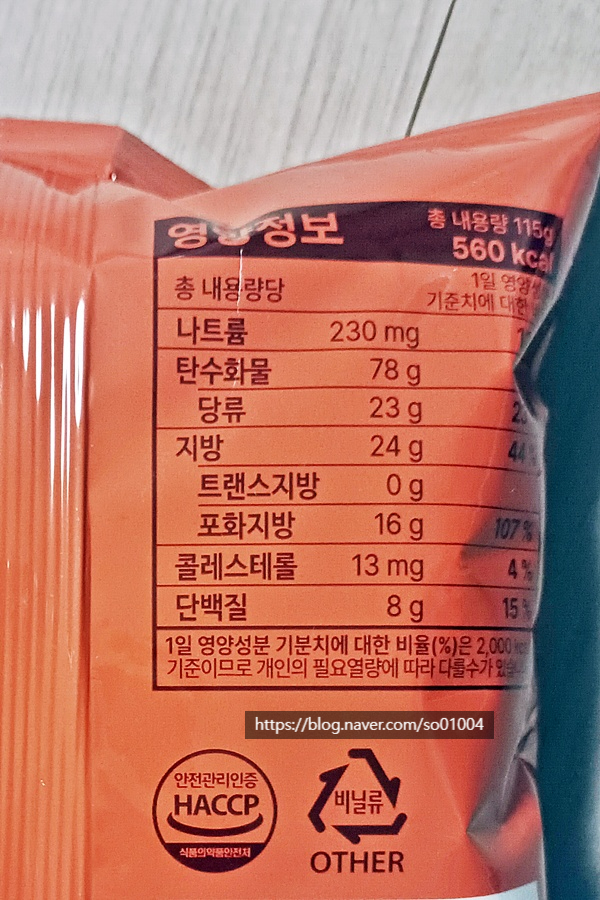 영양정보
총 내용량 115g
560 kcal
총 내용량당
1일 영양성
기준치에 대한
나트륨 230 mg
탄수화물 78 g
당류 23 g
지방 24 g 44 %
트랜스지방 0 g
포화지방 16 g 107 %
콜레스테롤 13 mg 4 %
단백질 8 g 15 %
1일 영양성분 기분치에 대한 비율(%)은 2,000
기준이므로 개인의 필요열량에 따라 다를수가
https://blog.naver.com/so01004
안전관리인증
HACCP
식품의약품안전처
비닐류
OTHER